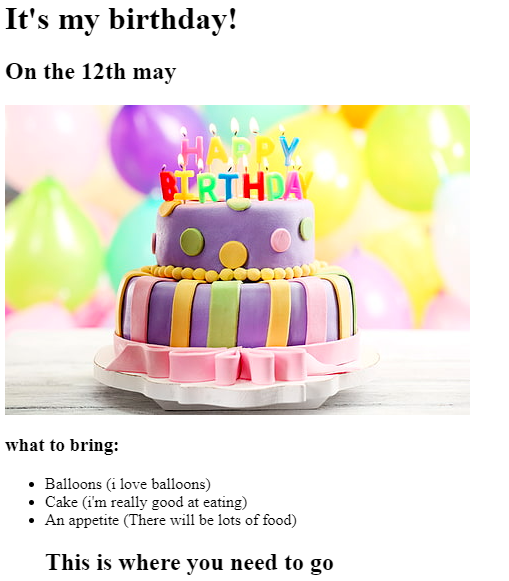 It's my birthday!
On the 12th may
HAPPY
BIRTHDAY
what to bring:
Balloons (i love balloons)
Cake (i'm really good at eating)
An appetite (There will be lots of food)
This is where you need to go